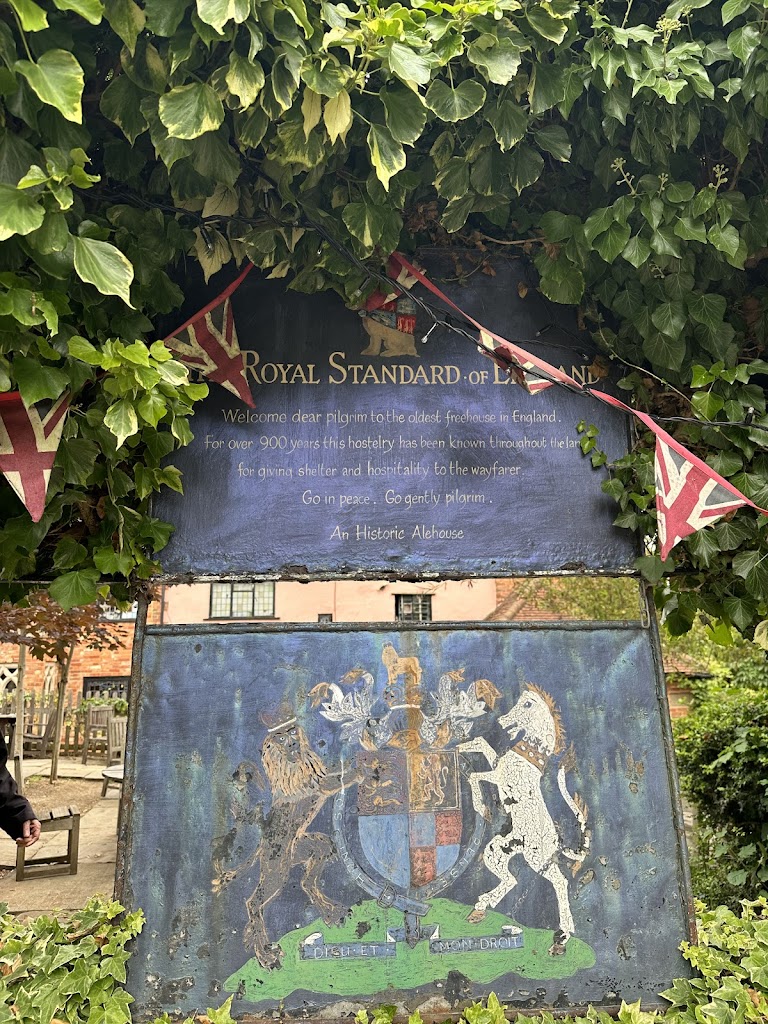 ROYAL STANDARD OF
Welcome dear pilgrim to the oldest freehouse in England.
For over 900 years this hostelry has been known throughout the
for giving shelter and hospitality to the wayfarer.
Go in peace. Go gently pilgrim.
An Historic Alehouse
DIEU·ET MON·DROIT